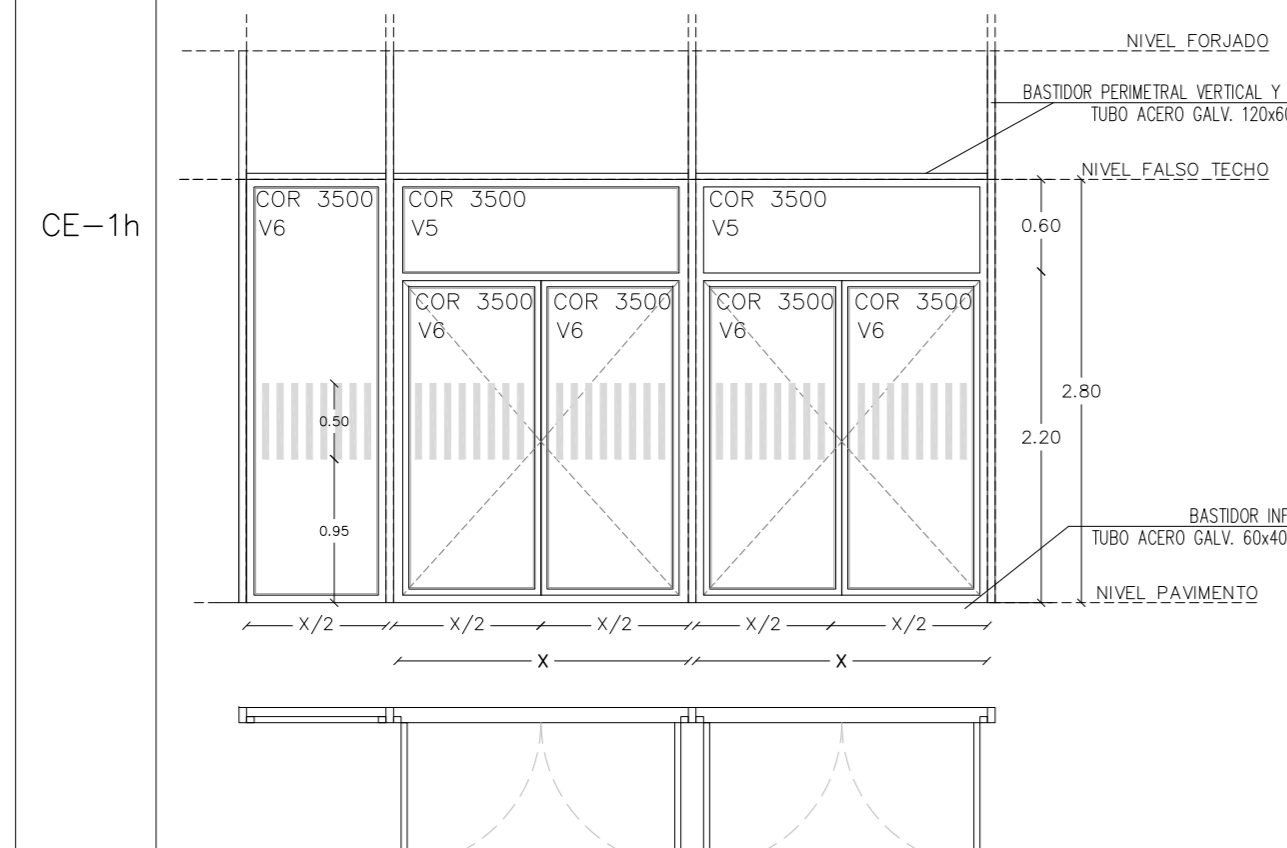 NIVEL FORJADO
BASTIDOR PERIMETRAL VERTICAL Y
TUBO ACERO GALV. 120x60
NIVEL FALSO TECHO
CE-1h
COR 3500
V6
COR 3500
V5
COR 3500
V5
0.60
COR 3500
V6
COR 3500
V6
COR 3500
V6
COR 3500
V6
2.80
0.50
2.20
0.95
BASTIDOR INF
TUBO ACERO GALV. 60x40
NIVEL PAVIMENTO
X/2 X/2 X/2 X/2 X/2
X X